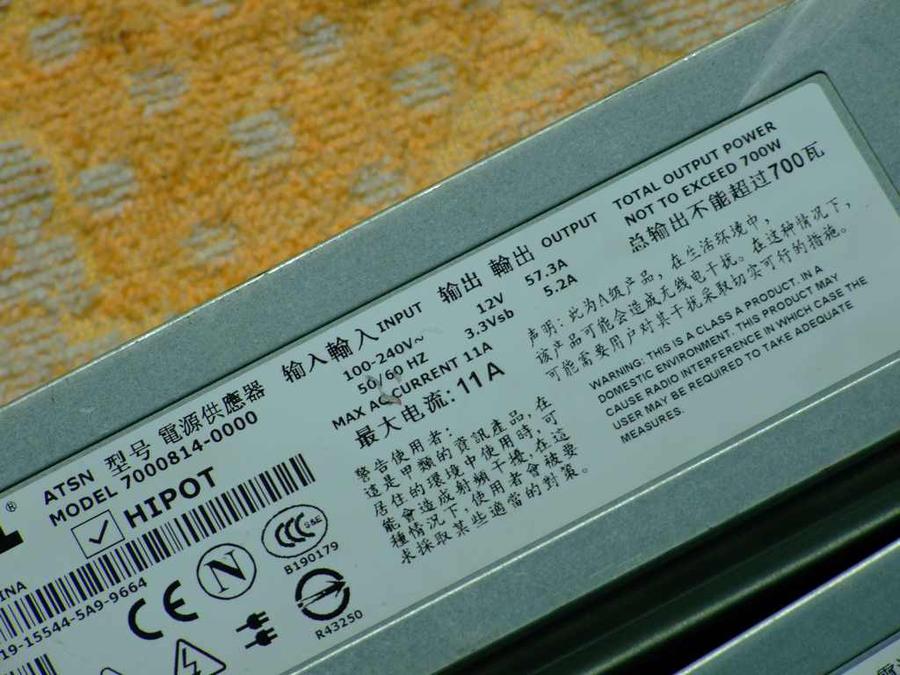 ®
ATSN 型号 電源供應器
MODEL 7000814-0000
HIPOT
INA
19-15544-5A9-9664
CE
N
CCC
S&E
B190179
R43250
输入 輸入 INPUT
100-240V~
50/60 HZ
MAX AC CURRENT 11A
最大电流: 11A
输出 輸出 OUTPUT
12V 57.3A
3.3Vsb 5.2A
TOTAL OUTPUT POWER
NOT TO EXCEED 700W
总输出不能超过700瓦
警告使用者:
這是甲類的資訊產品,在
居住的環境中使用時,可
能會造成射頻干擾,在這
種情況下,使用者會被要
求採取某些適當的對策。
声明:此为A级产品,在生活环境中,
该产品可能会造成无线电干扰。在这种情况下,
可能需要用户对其干扰采取切实可行的措施。
WARNING: THIS IS A CLASS A PRODUCT. IN A
DOMESTIC ENVIRONMENT. THIS PRODUCT MAY
CAUSE RADIO INTERFERENCE IN WHICH CASE THE
USER MAY BE REQUIRED TO TAKE ADEQUATE
MEASURES.